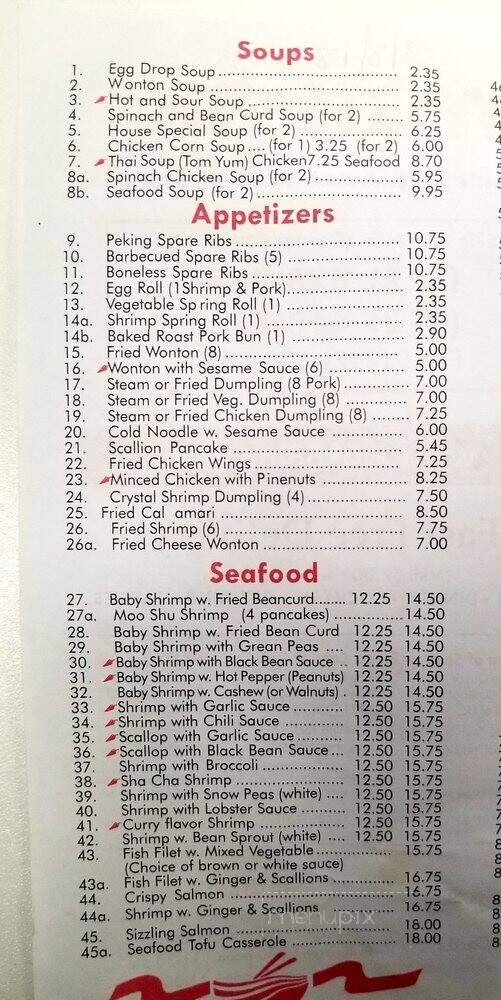 Soups
1. Egg Drop Soup ........ 2.35
2. Wonton Soup ........ 2.35
3. Hot and Sour Soup ........ 2.35
4. Spinach and Bean Curd Soup (for 2) ........ 5.75
5. House Special Soup (for 2) ........ 6.25
6. Chicken Corn Soup.... (for 1) 3.25 (for 2) 6.00
7. Thai Soup (Tom Yum) Chicken7.25 Seafood 8.70
8a. Spinach Chicken Soup (for 2) ........ 5.95
8b. Seafood Soup (for 2) ........ 9.95
Appetizers
9. Peking Spare Ribs ........ 10.75
10. Barbecued Spare Ribs (5) ........ 10.75
11. Boneless Spare Ribs ........ 10.75
12. Egg Roll (1Shrimp & Pork)........ 2.35
13. Vegetable Spring Roll (1) ........ 2.35
14a. Shrimp Spring Roll (1) ........ 2.35
14b. Baked Roast Pork Bun (1) ........ 2.90
15. Fried Wonton (8) ........ 5.00
16. Wonton with Sesame Sauce (6) ........ 5.00
17. Steam or Fried Dumpling (8 Pork)........ 7.00
18. Steam or Fried Veg. Dumpling (8) ........ 7.00
19. Steam or Fried Chicken Dumpling (8) ........ 7.25
20. Cold Noodle w. Sesame Sauce ........ 6.00
21. Scallion Pancake ........ 5.45
22. Fried Chicken Wings ........ 7.25
23. Minced Chicken with Pinenuts ........ 8.25
24. Crystal Shrimp Dumpling (4) ........ 7.50
25. Fried Cal amari ........ 8.50
26. Fried Shrimp (6) ........ 7.75
26a. Fried Cheese Wonton ........ 7.00
Seafood
27. Baby Shrimp w. Fried Beancurd........ 12.25 14.50
27a. Moo Shu Shrimp (4 pancakes) ........ 14.50
28. Baby Shrimp w. Fried Bean Curd 12.25 14.50
29. Baby Shrimp with Grean Peas .... 12.25 14.50
30. Baby Shrimp with Black Bean Sauce .. 12.25 14.50
31. Baby Shrimp w. Hot Pepper (Peanuts) 12.25 14.50
32. Baby Shrimp w. Cashew (or Walnuts) . 12.25 14.50
33. Shrimp with Garlic Sauce ........ 12.50 15.75
34. Shrimp with Chili Sauce ........ 12.50 15.75
35. Scallop with Garlic Sauce ........ 12.50 15.75
36. Scallop with Black Bean Sauce ... 12.50 15.75
37. Shrimp with Broccoli ........ 12.50 15.75
38. Sha Cha Shrimp ........ 12.50 15.75
39. Shrimp with Snow Peas (white) .... 12.50 15.75
40. Shrimp with Lobster Sauce ........ 12.50 15.75
41. Curry flavor Shrimp ........ 12.50 15.75
42. Shrimp w. Bean Sprout (white) .... 12.50 15.75
43. Fish Filet w. Mixed Vegetable ........ 15.75
(Choice of brown or white sauce)
43a. Fish Filet w. Ginger & Scallions ........ 16.75
44. Crispy Salmon ........ 16.75
44a. Shrimp w. Ginger & Scallions ........ 16.75
45. Sizzling Salmon ........ 18.00
45a. Seafood Tofu Casserole ........ 18.00
menupix